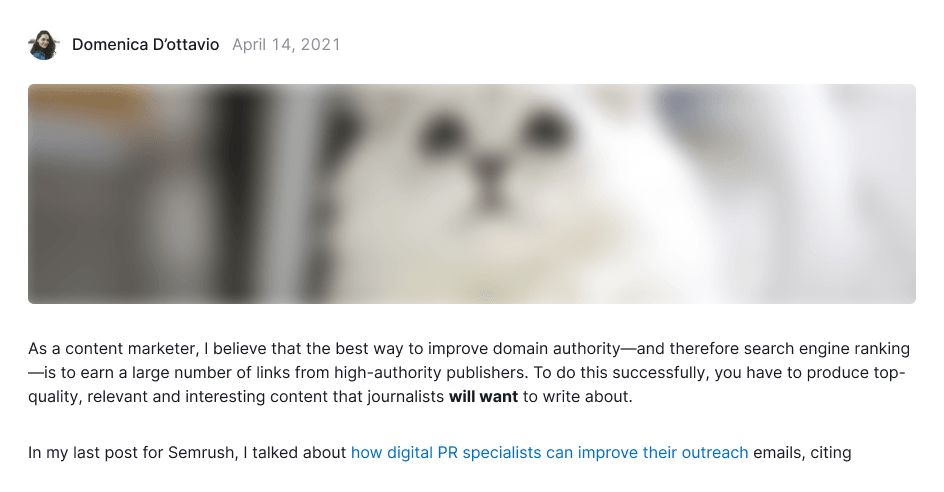 Domenica D’ottavio April 14, 2021
As a content marketer, I believe that the best way to improve domain authority—and therefore search engine ranking
—is to earn a large number of links from high-authority publishers. To do this successfully, you have to produce top-
quality, relevant and interesting content that journalists will want to write about.
In my last post for Semrush, I talked about how digital PR specialists can improve their outreach emails, citing